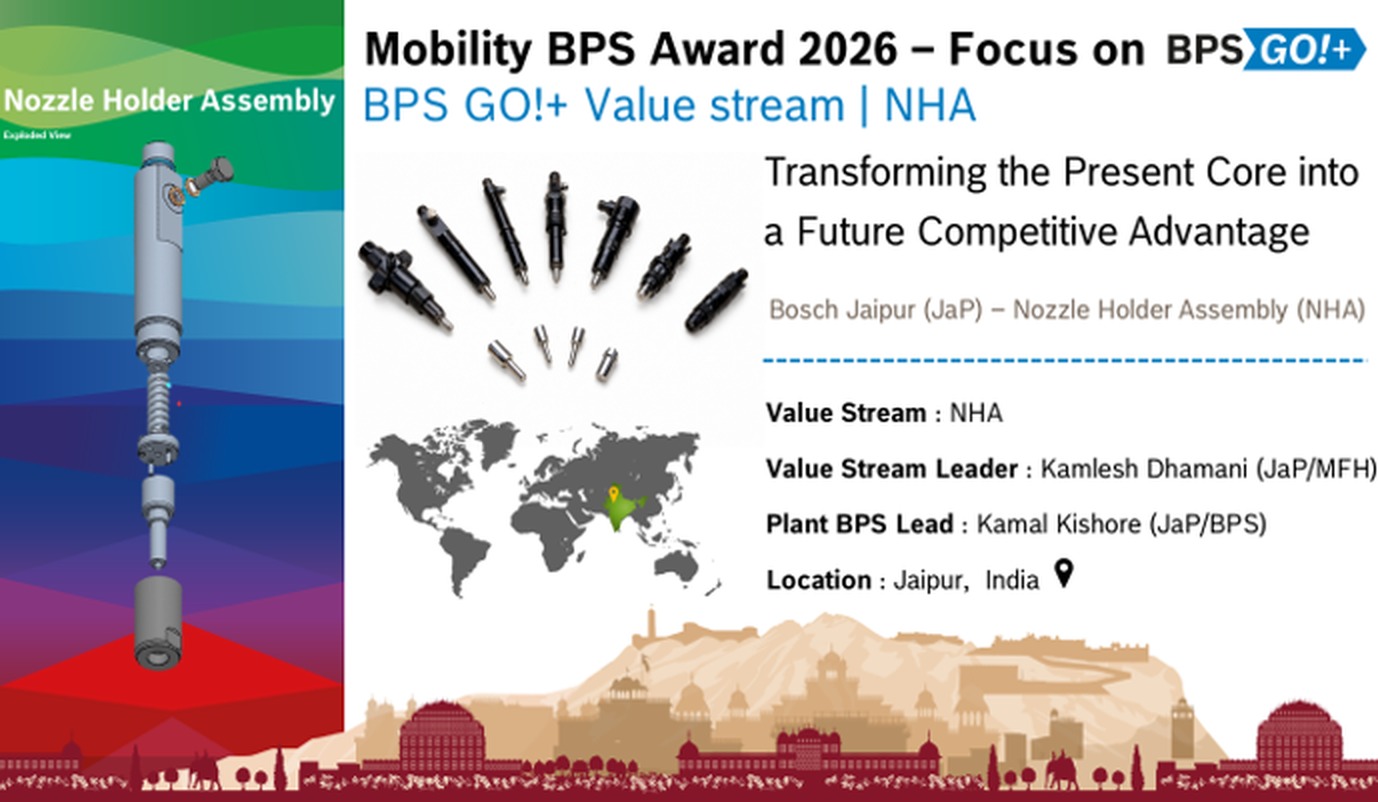 Nozzle Holder Assembly
Exploded View
Mobility BPS Award 2026 – Focus on BPS GO!+
BPS GO!+ Value stream | NHA
Transforming the Present Core into
a Future Competitive Advantage
Bosch Jaipur (JaP) – Nozzle Holder Assembly (NHA)
Value Stream : NHA
Value Stream Leader : Kamlesh Dhamani (JaP/MFH)
Plant BPS Lead : Kamal Kishore (JaP/BPS)
Location : Jaipur, India